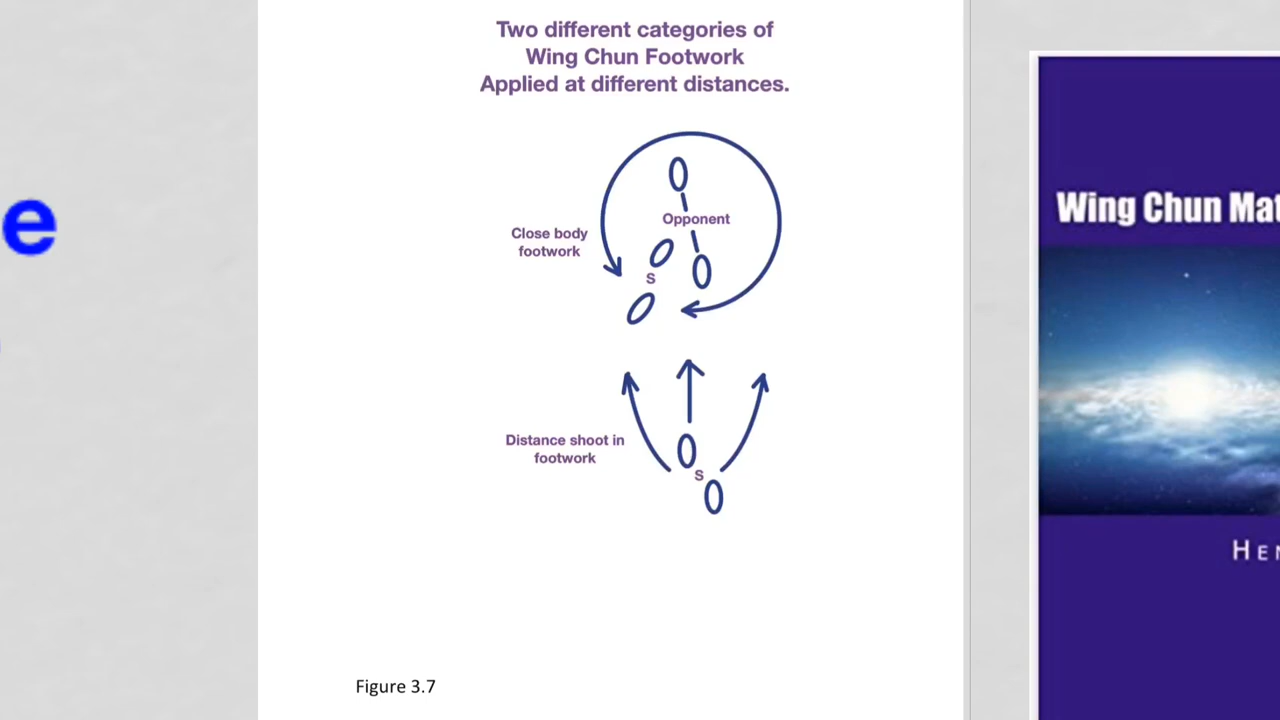 e
Two different categories of
Wing Chun Footwork
Applied at different distances.
Opponent
Close body
footwork
S
Distance shoot in
footwork
S
Figure 3.7
Wing Chun